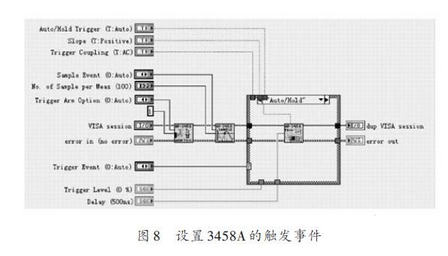 Auto/Hold Trigger (T:Auto)
Slope (T:Positive)
Trigger Coupling (T:AC)
Sample Event (0:Auto)
No. of Sample per Meas (100)
Trigger Arm Option (0:Auto)
VISA session
error in (no error)
Trigger Event (0:Auto)
Trigger Level (0 %)
Delay (500ns)
"Auto/Hold"
dup VISA session
error out
图 8 设置 3458A 的触发事件